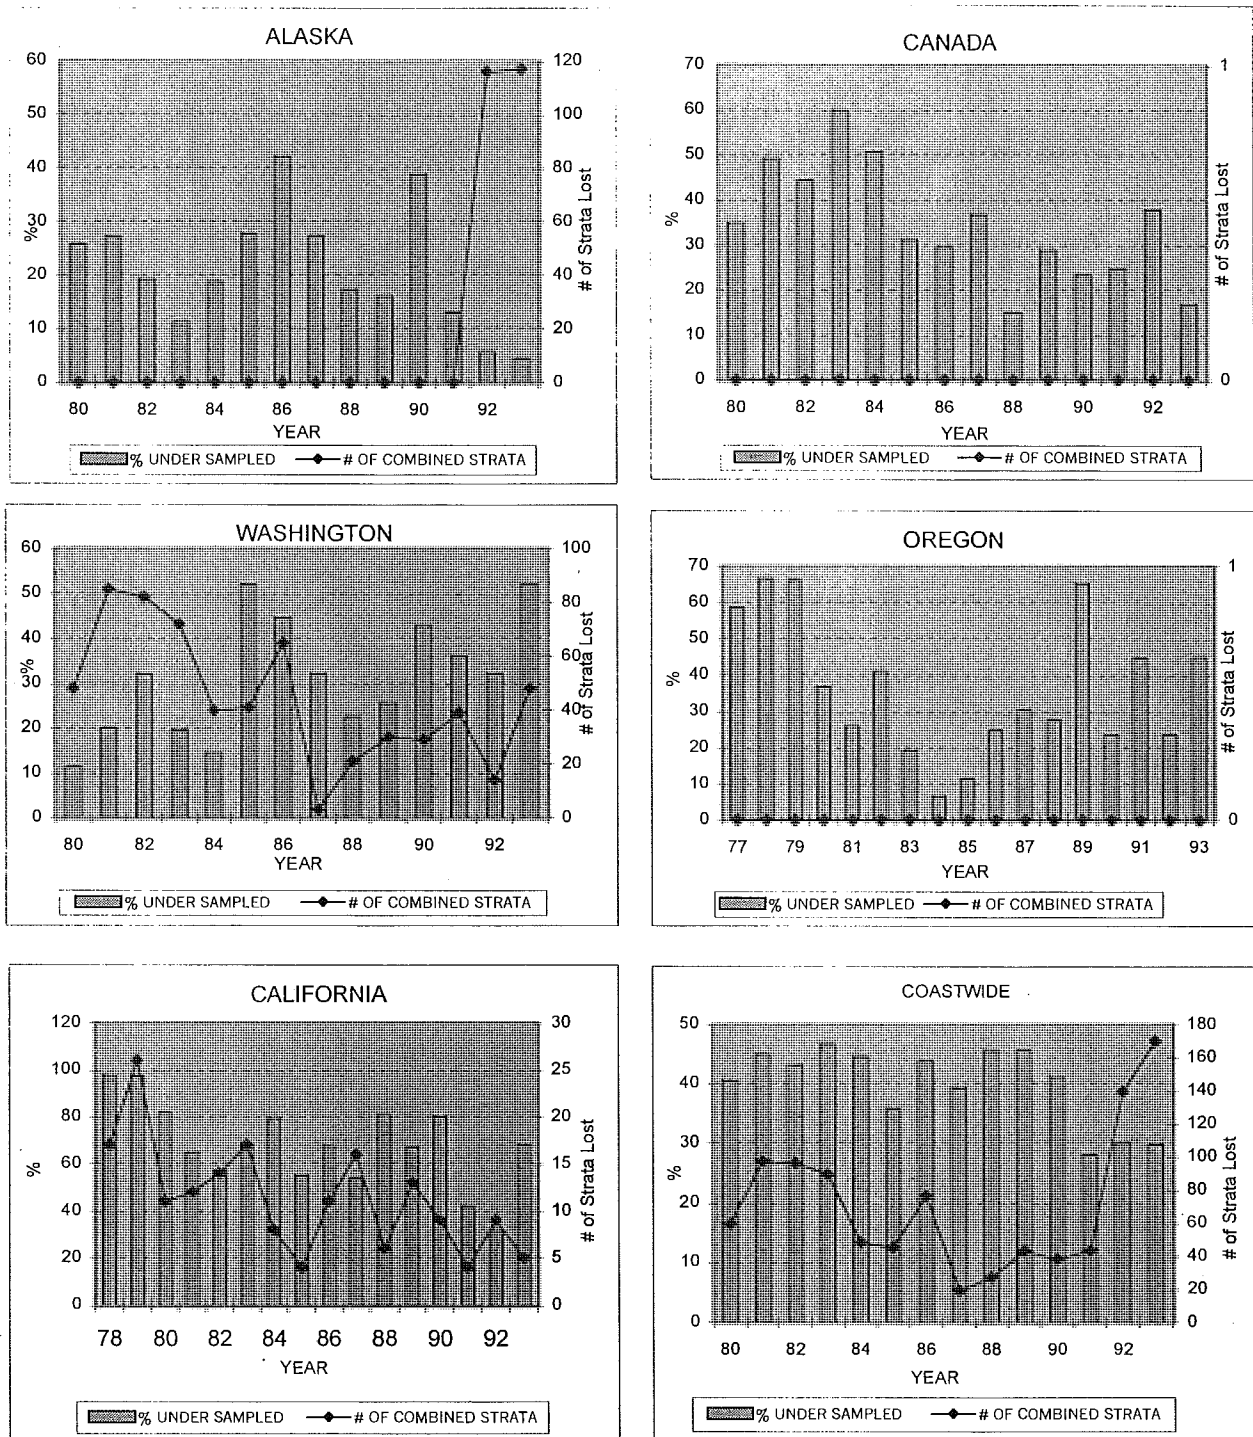 ALASKA
60
50
40
30
20
10
0
%
120
100
80
60
40
20
0
# of Strata Lost
80 82 84 86 88 90 92
YEAR
% UNDER SAMPLED # OF COMBINED STRATA
CANADA
70
60
50
40
30
20
10
0
%
1
0
# of Strata Lost
80 82 84 86 88 90 92
YEAR
% UNDER SAMPLED # OF COMBINED STRATA
WASHINGTON
60
50
40
30
20
10
0
%
100
80
60
40
20
0
# of Strata Lost
80 82 84 86 88 90 92
YEAR
% UNDER SAMPLED # OF COMBINED STRATA
OREGON
70
60
50
40
30
20
10
0
%
1
0
# of Strata Lost
77 79 81 83 85 87 89 91 93
YEAR
% UNDER SAMPLED # OF COMBINED STRATA
CALIFORNIA
120
100
80
60
40
20
0
%
30
25
20
15
10
5
0
# of Strata Lost
78 80 82 84 86 88 90 92
YEAR
% UNDER SAMPLED # OF COMBINED STRATA
COASTWIDE
50
40
30
20
10
0
%
180
160
140
120
100
80
60
40
20
0
# of Strata Lost
80 82 84 86 88 90 92
YEAR
% UNDER SAMPLED # OF COMBINED STRATA